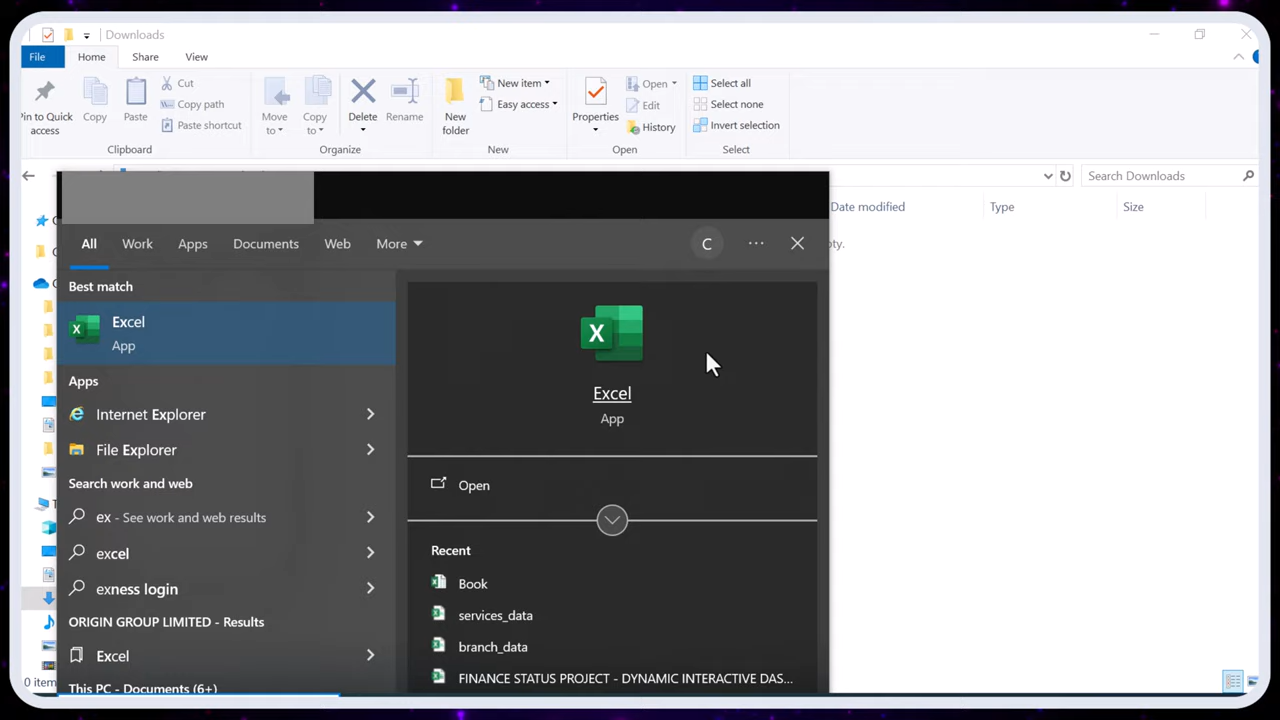 Downloads
File
Home
Share
View
Pin to Quick
access
Copy
Paste
Cut
Copy path
Paste shortcut
Clipboard
Move
to
Copy
to
Delete
Rename
Organize
New
folder
New item
Easy access
New
Properties
Open
Edit
History
Open
Select all
Select none
Invert selection
Select
Search Downloads
Date modified
Type
Size
All
Work
Apps
Documents
Web
More
C
Best match
Excel
App
Apps
Internet Explorer
File Explorer
Search work and web
ex - See work and web results
excel
exness login
ORIGIN GROUP LIMITED - Results
Excel
This PC - Documents (6+)
X
Excel
App
Open
Recent
Book
services_data
branch_data
FINANCE STATUS PROJECT - DYNAMIC INTERACTIVE DAS...
0 item